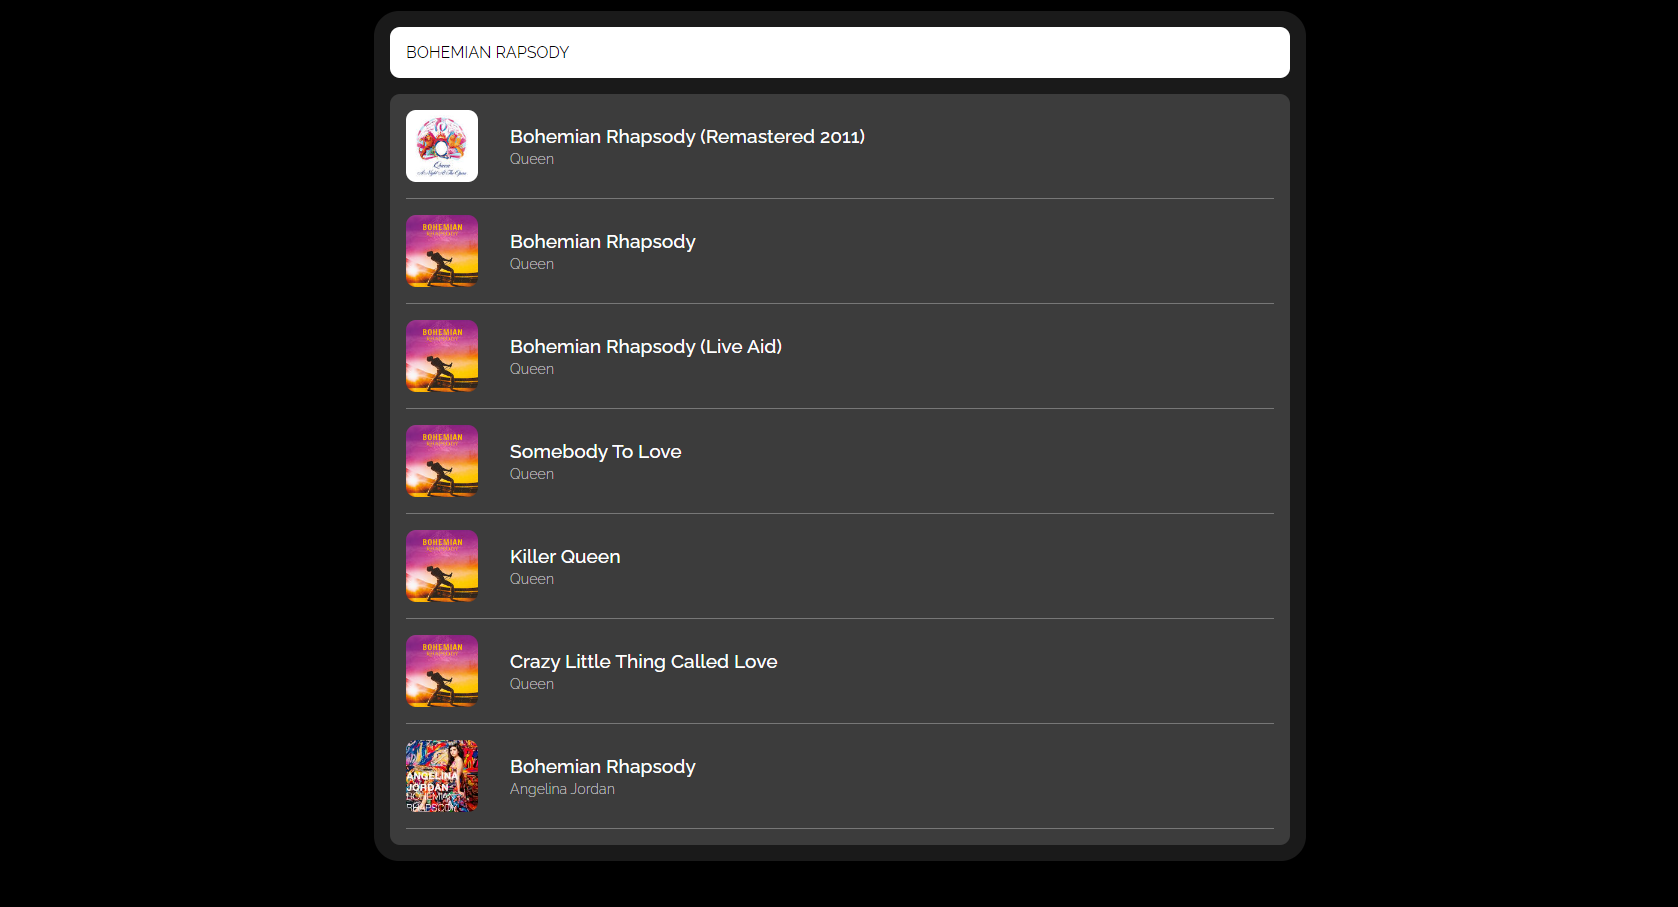 BOHEMIAN RAPSODY
Queen
A Night At The Opera
Bohemian Rhapsody (Remastered 2011)
Queen
BOHEMIAN
RHAPSODY
Bohemian Rhapsody
Queen
BOHEMIAN
RHAPSODY
Bohemian Rhapsody (Live Aid)
Queen
BOHEMIAN
RHAPSODY
Somebody To Love
Queen
BOHEMIAN
RHAPSODY
Killer Queen
Queen
BOHEMIAN
RHAPSODY
Crazy Little Thing Called Love
Queen
ANGELINA
JORDAN
BOHEMIAN
RHAPSODY
Bohemian Rhapsody
Angelina Jordan